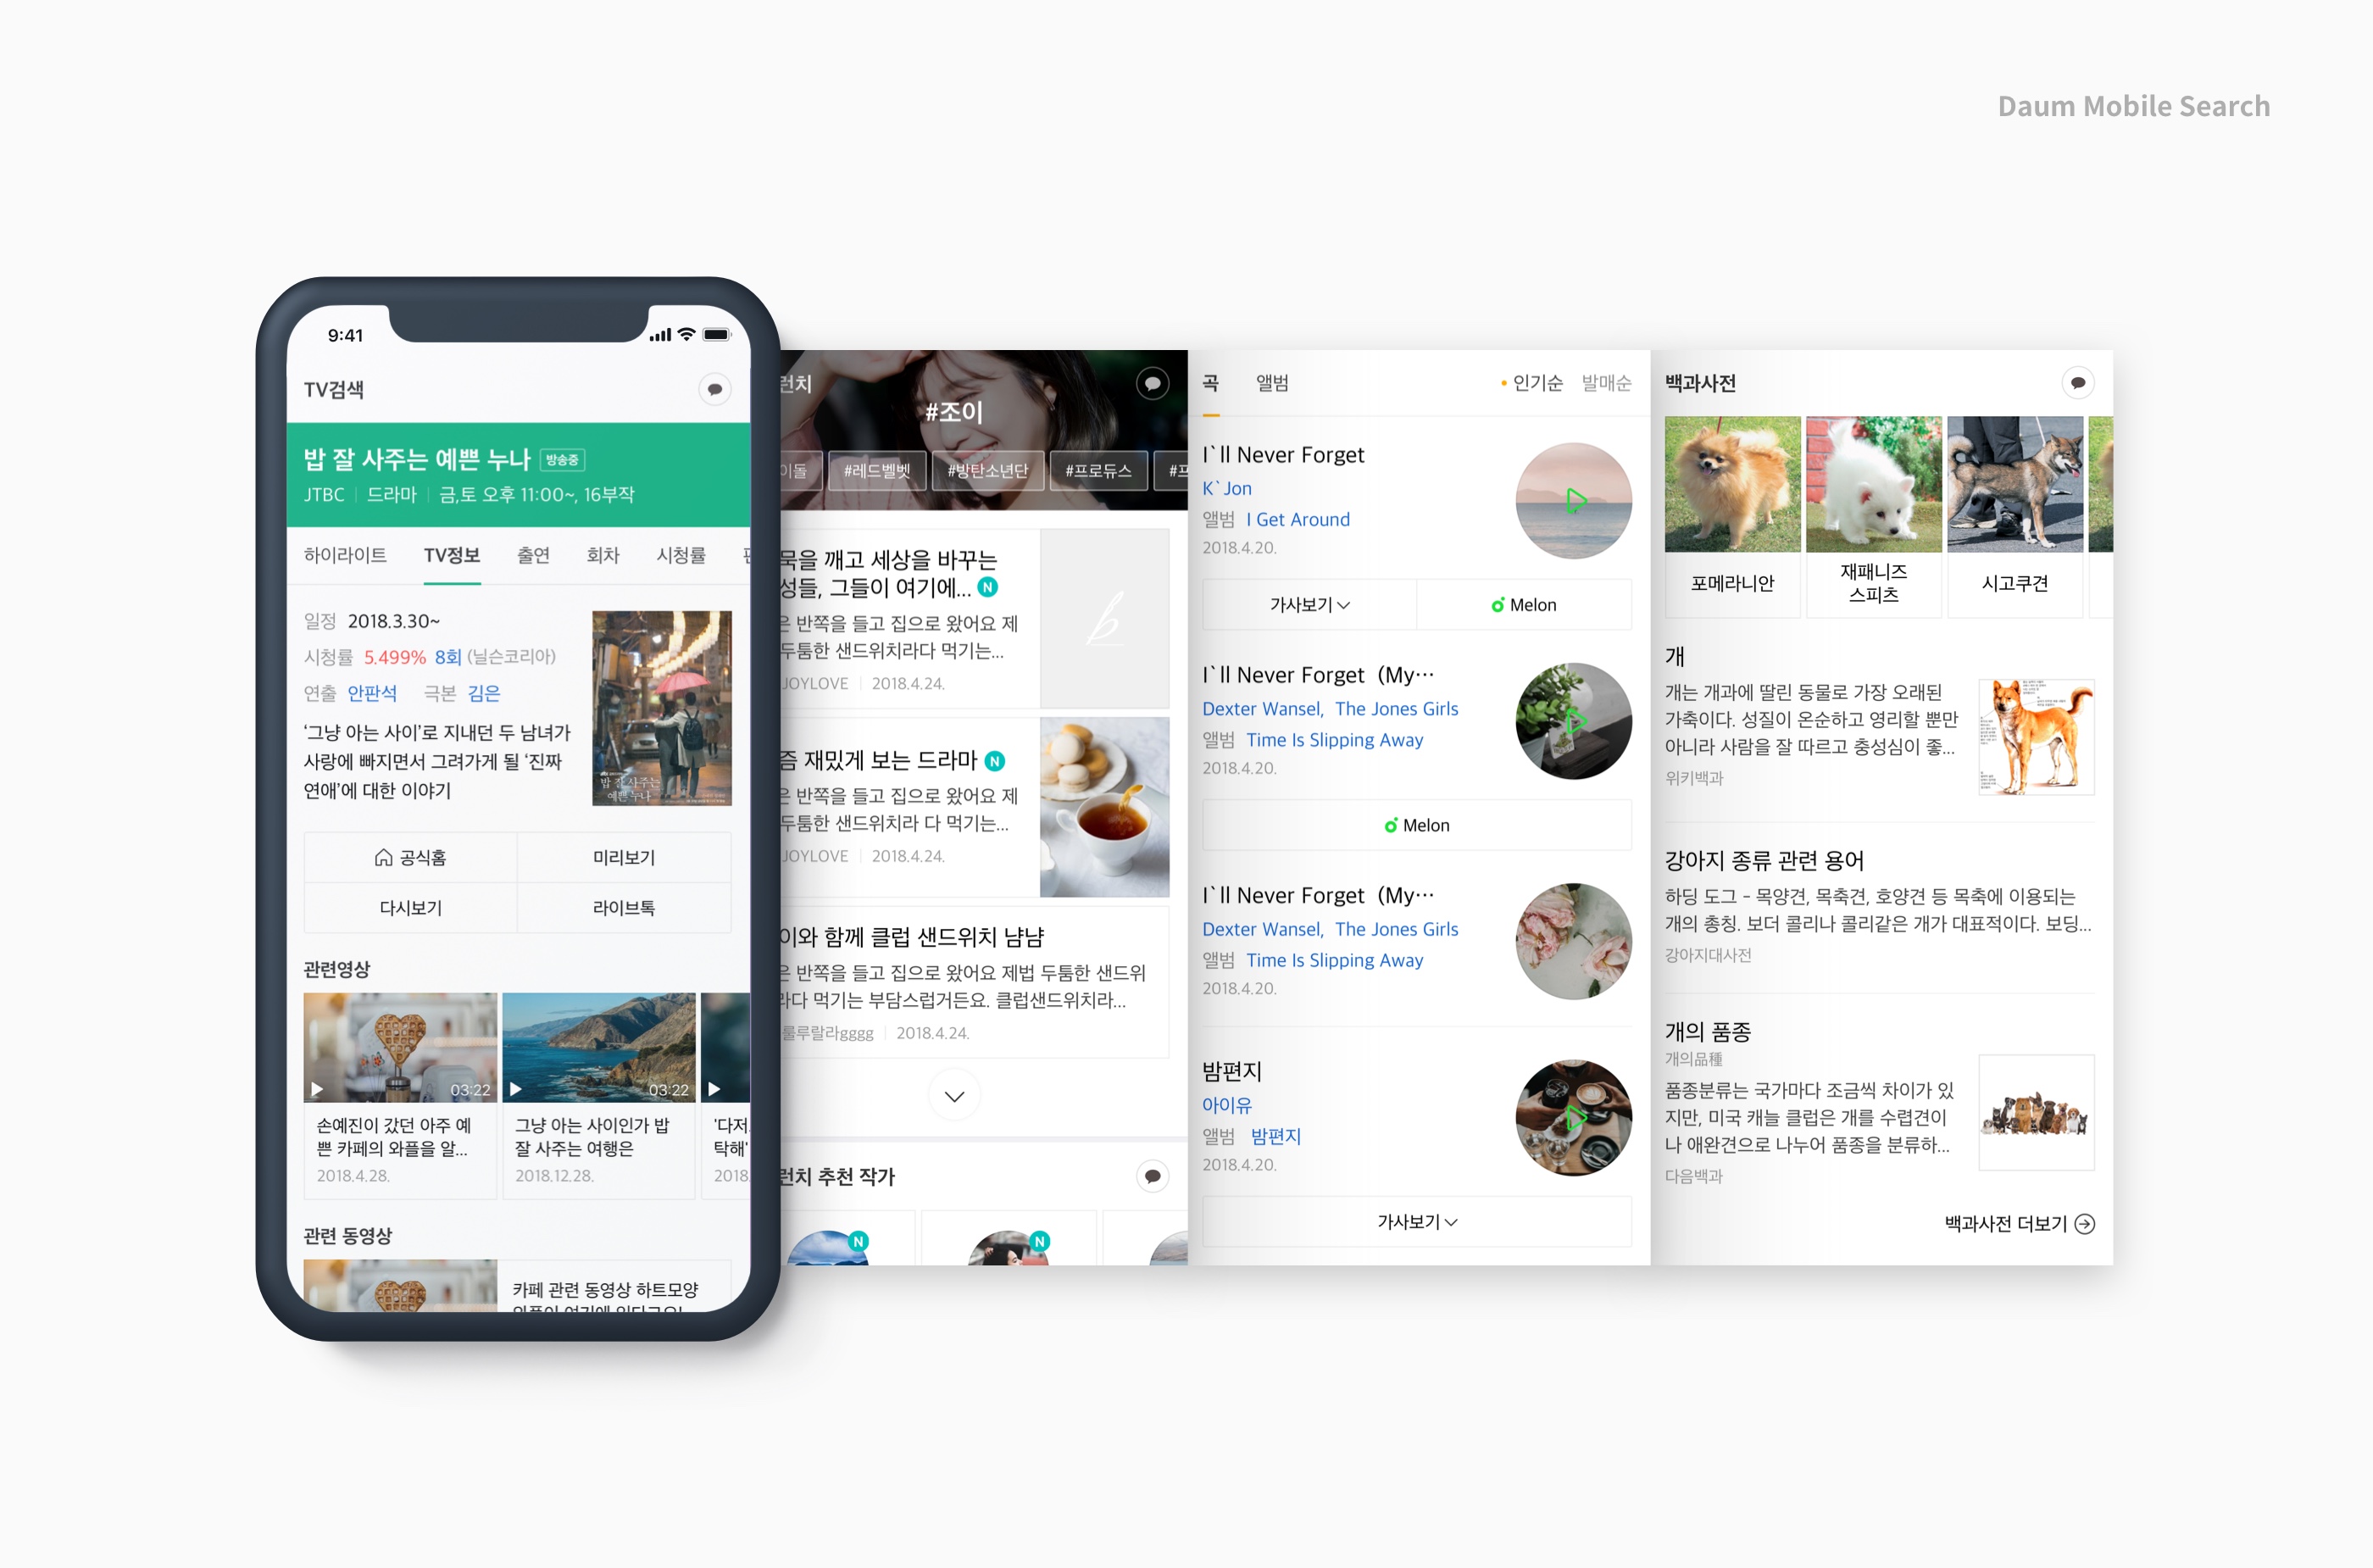 Daum Mobile Search
9:41
TV검색
밥 잘 사주는 예쁜 누나 방송중
JTBC | 드라마 | 금,토 오후 11:00~, 16부작
하이라이트 TV정보 출연 회차 시청률
일정 2018.3.30~
시청률 5.499% 8회 (닐슨코리아)
연출 안판석 극본 김은
‘그냥 아는 사이’로 지내던 두 남녀가
사랑에 빠지면서 그려가게 될 ‘진짜
연애’에 대한 이야기
밥 잘 사주는
예쁜 누나
공식홈 미리보기
다시보기 라이브톡
관련영상
03:22 03:22
손예진이 갔던 아주 예
쁜 카페의 와플을 알...
2018.4.28.
그냥 아는 사이인가 밥
잘 사주는 여행은
2018.12.28.
'다저
탁해'
2018.
관련 동영상
카페 관련 동영상 하트모양
런치
#조이
이돌 #레드벨벳 #방탄소년단 #프로듀스 #프
묵을 깨고 세상을 바꾸는
성들, 그들이 여기에... N
은 반쪽을 들고 집으로 왔어요 제
두툼한 샌드위치라다 먹기는...
JOYLOVE | 2018.4.24.
b
즘 재밌게 보는 드라마 N
은 반쪽을 들고 집으로 왔어요 제
두툼한 샌드위치라 다 먹기는...
JOYLOVE | 2018.4.24.
이와 함께 클럽 샌드위치 냠냠
은 반쪽을 들고 집으로 왔어요 제법 두툼한 샌드위
라다 먹기는 부담스럽거든요. 클럽샌드위치라...
룰루랄라gggg | 2018.4.24.
런치 추천 작가
N N
곡 앨범 인기순 발매순
I`ll Never Forget
K`Jon
앨범 I Get Around
2018.4.20.
가사보기 Melon
I`ll Never Forget (My···
Dexter Wansel, The Jones Girls
앨범 Time Is Slipping Away
2018.4.20.
Melon
I`ll Never Forget (My···
Dexter Wansel, The Jones Girls
앨범 Time Is Slipping Away
2018.4.20.
밤편지
아이유
앨범 밤편지
2018.4.20.
가사보기
백과사전
포메라니안
재패니즈
스피츠
시고쿠견
개
개는 개과에 딸린 동물로 가장 오래된
가축이다. 성질이 온순하고 영리할 뿐만
아니라 사람을 잘 따르고 충성심이 좋...
위키백과
강아지 종류 관련 용어
하딩 도그 - 목양견, 목축견, 호양견 등 목축에 이용되는
개의 총칭. 보더 콜리나 콜리같은 개가 대표적이다. 보딩...
강아지대사전
개의 품종
개의品種
품종분류는 국가마다 조금씩 차이가 있
지만, 미국 캐늘 클럽은 개를 수렵견이
나 애완견으로 나누어 품종을 분류하...
다음백과
백과사전 더보기